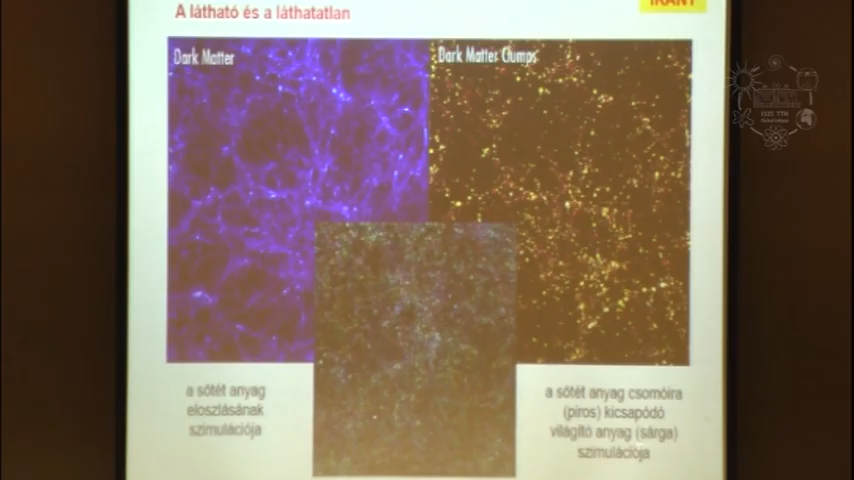 A látható és a láthatatlan
IRÁNY
Dark Matter
Dark Matter Clumps
a sötét anyag
eloszlásának
szimulációja
a sötét anyag csomóira
(piros) kicsapódó
világító anyag (sárga)
szimulációja